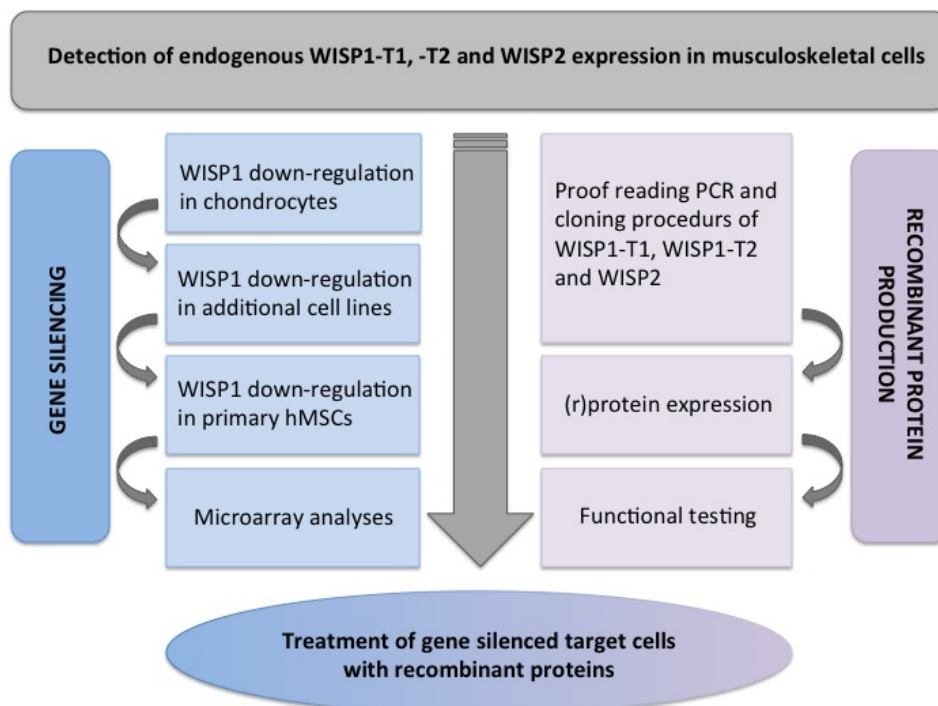 Detection of endogenous WISP1-T1, -T2 and WISP2 expression in musculoskeletal cells
GENE SILENCING
WISP1 down-regulation
in chondrocytes
WISP1 down-regulation
in additional cell lines
WISP1 down-regulation
in primary hMSCs
Microarray analyses
Proof reading PCR and
cloning procedurs of
WISP1-T1, WISP1-T2
and WISP2
(r)protein expression
Functional testing
RECOMBINANT PROTEIN
PRODUCTION
Treatment of gene silenced target cells
with recombinant proteins